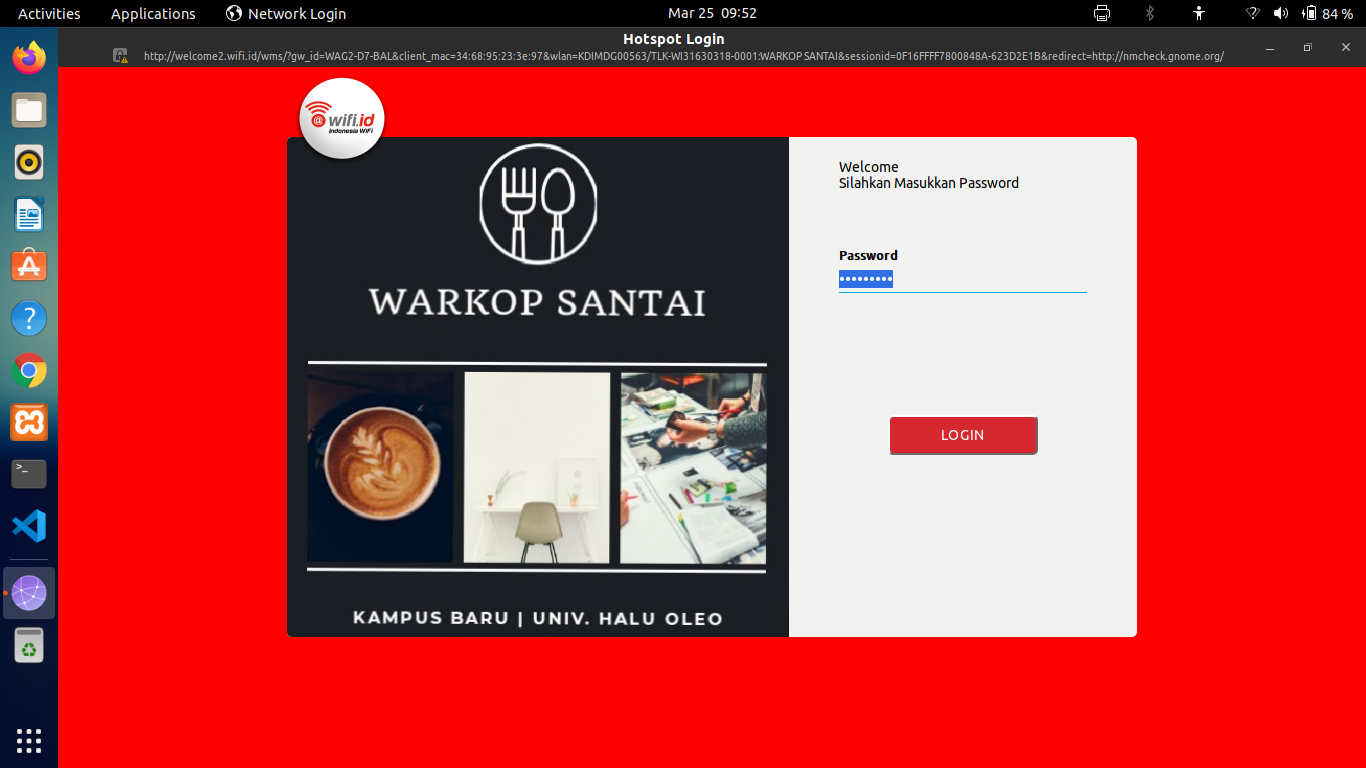 Activities
Applications
Network Login
Mar 25 09:52
84 %
Hotspot Login
http://welcome2.wifi.id/wms/?gw_id=WAG2-D7-BAL&client_mac=34:68:95:23:3e:97&wlan=KDIMDG00563/TLK-WI31630318-0001:WARKOP SANTAI&sessionid=0F16FFFF7800848A-623D2E1B&redirect=http://nmcheck.gnome.org/
@wifi.id
Indonesia WiFi
WARKOP SANTAI
KAMPUS BARU | UNIV. HALU OLEO
Welcome
Silahkan Masukkan Password
Password
•••••••••
LOGIN